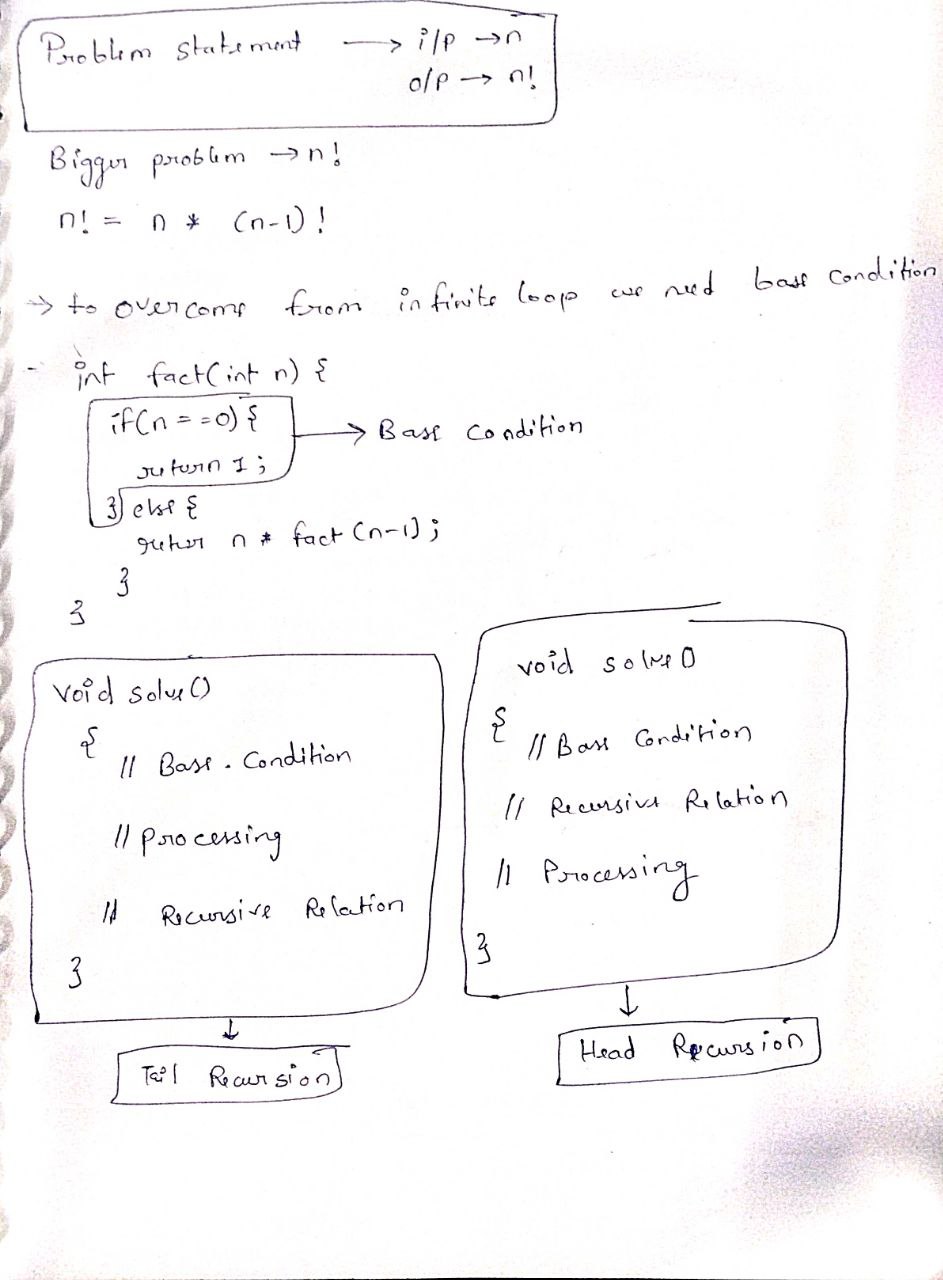 Problem statement → i/p → n
o/p → n!
Bigger problem → n!
n! = n * (n-1)!
→ to overcome from infinite loop we need base condition
- int fact(int n) {
if(n==0) {
return 1;
} else {
retur n * fact (n-1);
}
}
→ Base condition
void solve()
{
// Base. Condition
// processing
// Recursive Relation
}
↓
Tail Recursion
void solve()
{
// Base Condition
// Recursive Relation
// Processing
}
↓
Head Recursion